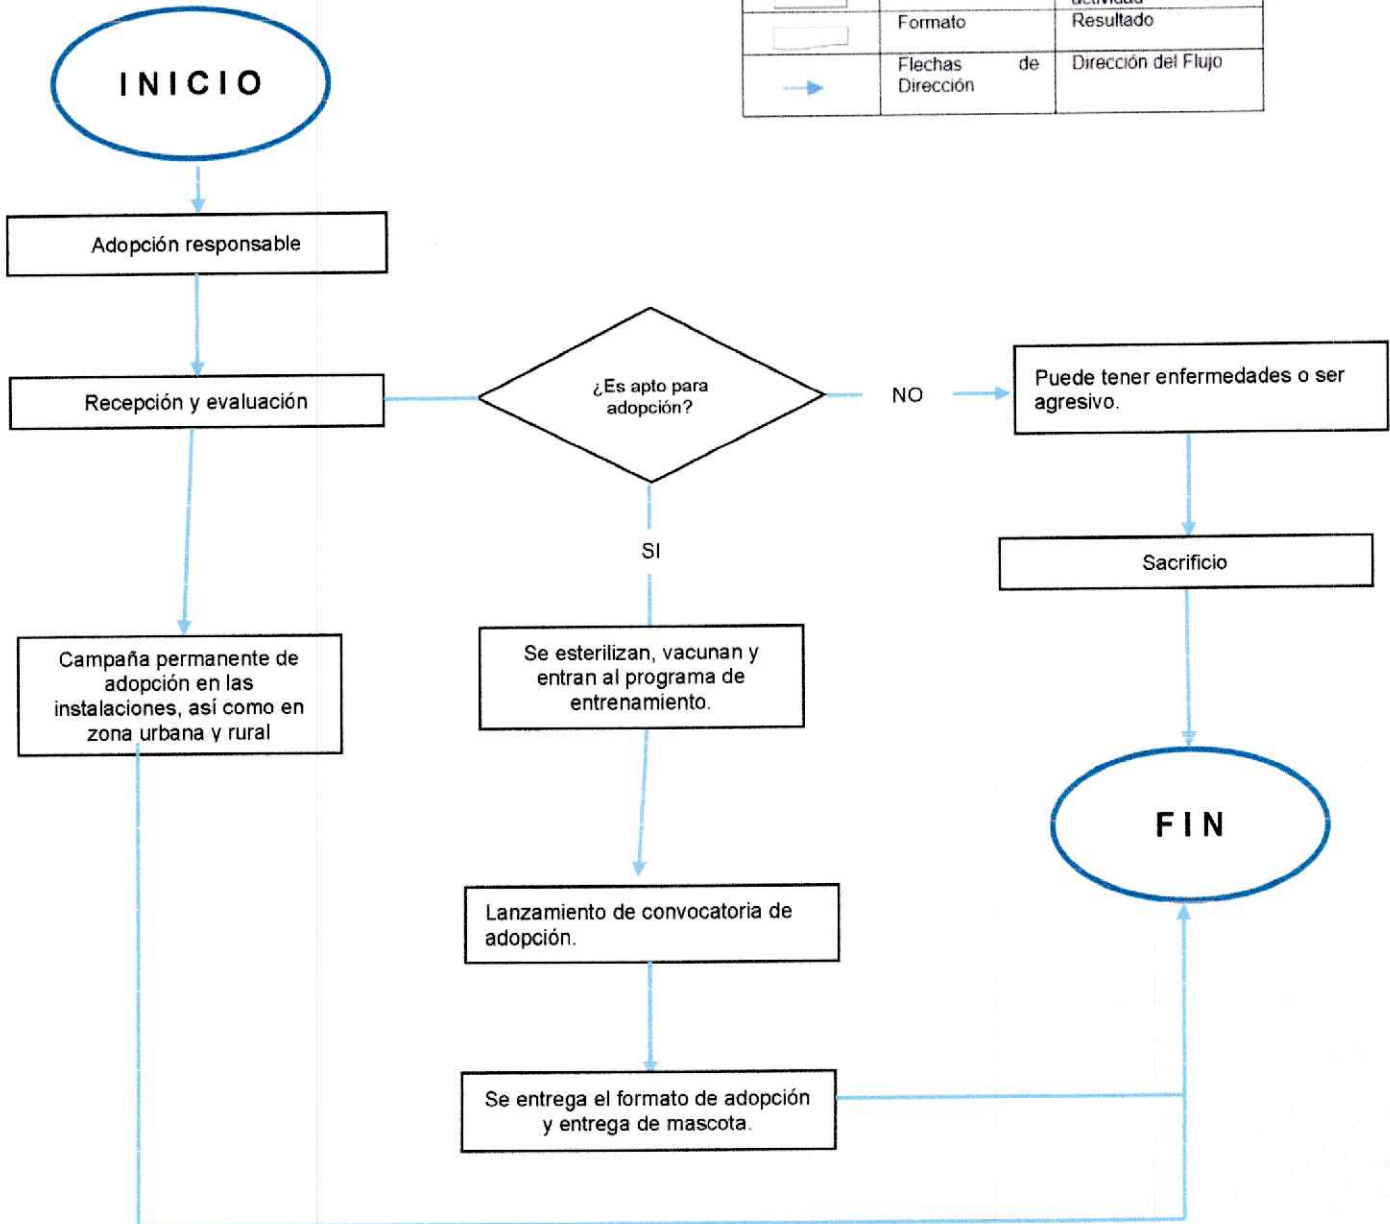 actividad
Formato
Resultado
Flechas de
Dirección
Dirección del Flujo
INICIO
Adopción responsable
Recepción y evaluación
¿Es apto para
adopción?
NO
Puede tener enfermedades o ser
agresivo.
SI
Sacrificio
Campaña permanente de
adopción en las
instalaciones, así como en
zona urbana y rural
Se esterilizan, vacunan y
entran al programa de
entrenamiento.
FIN
Lanzamiento de convocatoria de
adopción.
Se entrega el formato de adopción
y entrega de mascota.